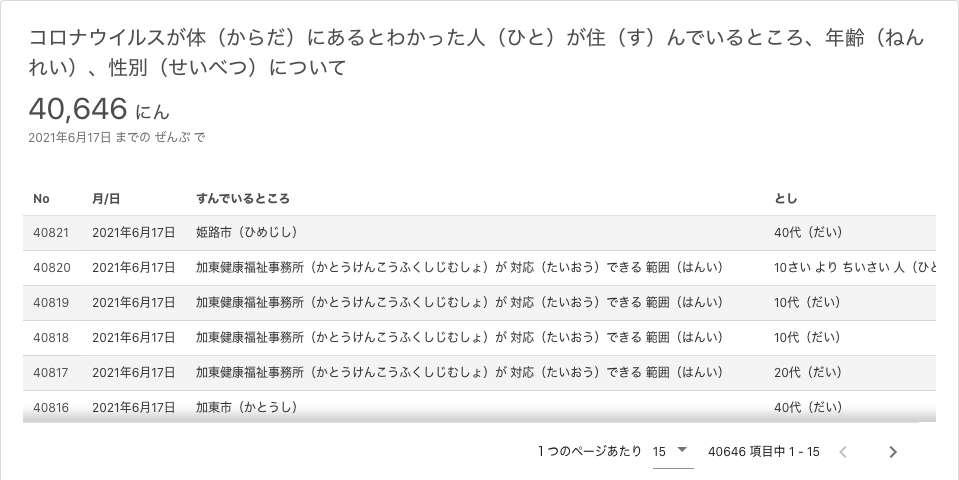 コロナウイルスが体（からだ）にあるとわかった人（ひと）が住（す）んでいるところ、年齢（ねん
れい）、性別（せいべつ）について
40,646 にん
2021年6月17日 までの ぜんぶ で
No 月/日 すんでいるところ とし
40821 2021年6月17日 姫路市（ひめじし） 40代（だい）
40820 2021年6月17日 加東健康福祉事務所（かとうけんこうふくしじむしょ）が 対応（たいおう）できる 範囲（はんい） 10さい より ちいさい 人（ひと
40819 2021年6月17日 加東健康福祉事務所（かとうけんこうふくしじむしょ）が 対応（たいおう）できる 範囲（はんい） 10代（だい）
40818 2021年6月17日 加東健康福祉事務所（かとうけんこうふくしじむしょ）が 対応（たいおう）できる 範囲（はんい） 10代（だい）
40817 2021年6月17日 加東健康福祉事務所（かとうけんこうふくしじむしょ）が 対応（たいおう）できる 範囲（はんい） 20代（だい）
40816 2021年6月17日 加東市（かとうし） 40代（だい）
1 つのページあたり 15 40646 項目中 1 - 15